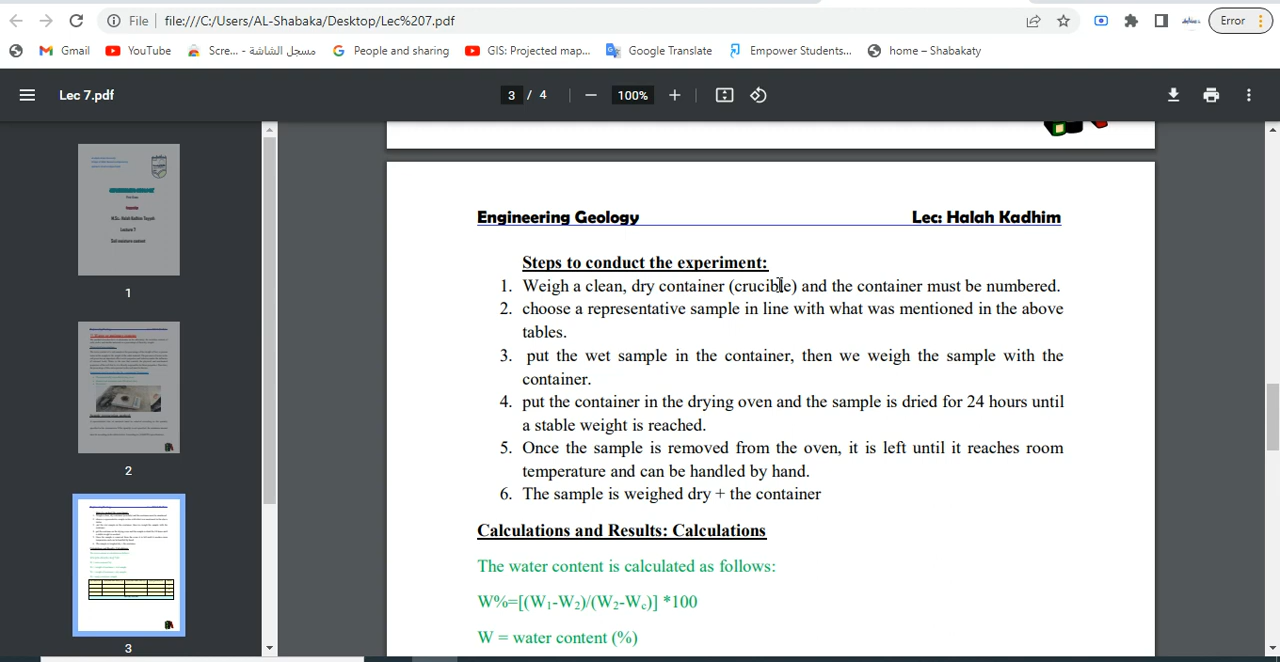 File | file:///C:/Users/AL-Shabaka/Desktop/Lec%207.pdf
Error
Gmail YouTube Scre... - مسجل الشاشة People and sharing GIS: Projected map... Google Translate Empower Students... home – Shabakaty
Lec 7.pdf 3 / 4 100%
1
2
3
Engineering Geology Lec: Halah Kadhim
Steps to conduct the experiment:
1. Weigh a clean, dry container (crucible) and the container must be numbered.
2. choose a representative sample in line with what was mentioned in the above
tables.
3. put the wet sample in the container, then we weigh the sample with the
container.
4. put the container in the drying oven and the sample is dried for 24 hours until
a stable weight is reached.
5. Once the sample is removed from the oven, it is left until it reaches room
temperature and can be handled by hand.
6. The sample is weighed dry + the container
Calculations and Results: Calculations
The water content is calculated as follows:
W%=[(W₁-W₂)/(W₂-W꜀)] *100
W = water content (%)